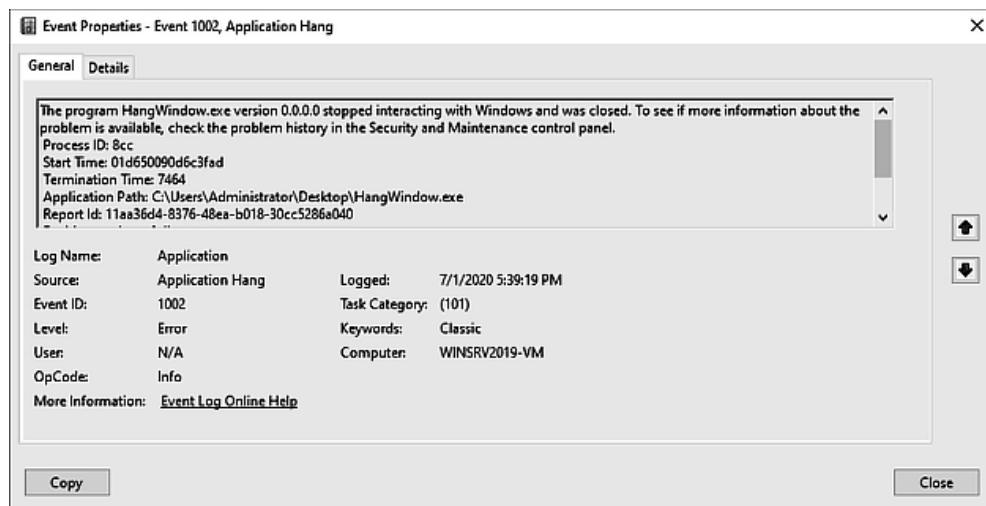 Event Properties - Event 1002, Application Hang
General Details
The program HangWindow.exe version 0.0.0.0 stopped interacting with Windows and was closed. To see if more information about the
problem is available, check the problem history in the Security and Maintenance control panel.
Process ID: 8cc
Start Time: 01d650090d6c3fad
Termination Time: 7464
Application Path: C:\Users\Administrator\Desktop\HangWindow.exe
Report Id: 11aa36d4-8376-48ea-b018-30cc5286a040
Log Name: Application
Source: Application Hang Logged: 7/1/2020 5:39:19 PM
Event ID: 1002 Task Category: (101)
Level: Error Keywords: Classic
User: N/A Computer: WINSRV2019-VM
OpCode: Info
More Information: Event Log Online Help
Copy Close